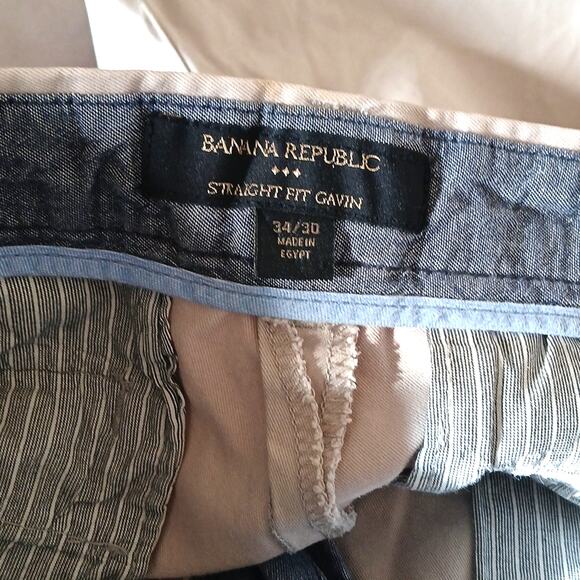 BANANA REPUBLIC
STRAIGHT FIT GAVIN
34/30
MADE IN
EGYPT